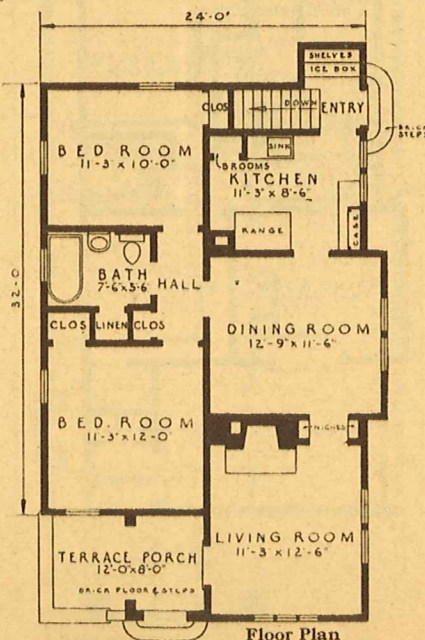 24'-0"
SHELVES
ICE BOX
CLOS
DOWN
ENTRY
BRICK
STEPS
BED ROOM
11'-3" x 10'-0"
SINK
BROOMS
KITCHEN
11'-3" x 8'-6"
RANGE
CASE
32'-0
BATH
7'-6 x 5'-6
HALL
CLOS
LINEN
CLOS
DINING ROOM
12'-9" x 11'-6"
BED. ROOM
11'-3" x 12'-0"
NICHES
LIVING ROOM
11'-3 x 12'-6"
TERRACE PORCH
12'-0" x 8'-0"
BRICK FLOOR & STEPS
Floor Plan